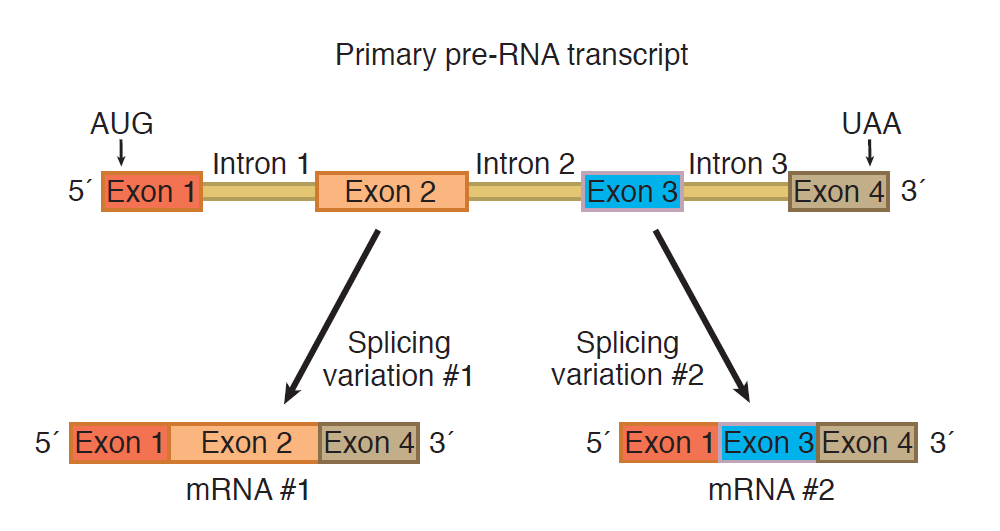 Primary pre-RNA transcript
AUG
UAA
Intron 1
Intron 2
Intron 3
5´ Exon 1 Exon 2 Exon 3 Exon 4 3´
Splicing
variation #1
Splicing
variation #2
5´ Exon 1 Exon 2 Exon 4 3´
mRNA #1
5´ Exon 1 Exon 3 Exon 4 3´
mRNA #2